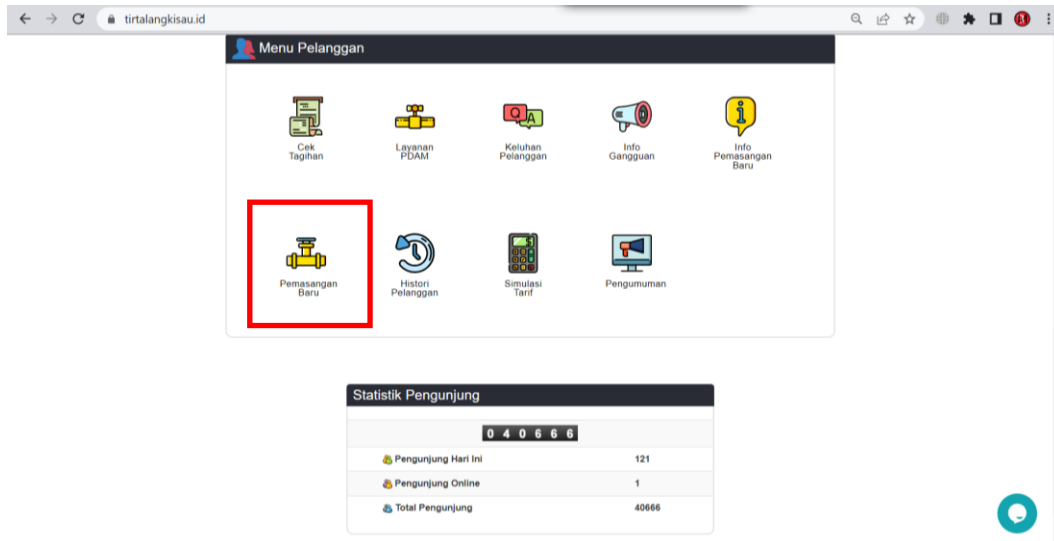 tirtalangkisau.id
Menu Pelanggan
Cek
Tagihan
Layanan
PDAM
Keluhan
Pelanggan
Info
Gangguan
Info
Pemasangan
Baru
Q
A
Pemasangan
Baru
Histori
Pelanggan
Simulasi
Tarif
Pengumuman
Statistik Pengunjung
0 4 0 6 6 6
Pengunjung Hari Ini 121
Pengunjung Online 1
Total Pengunjung 40666